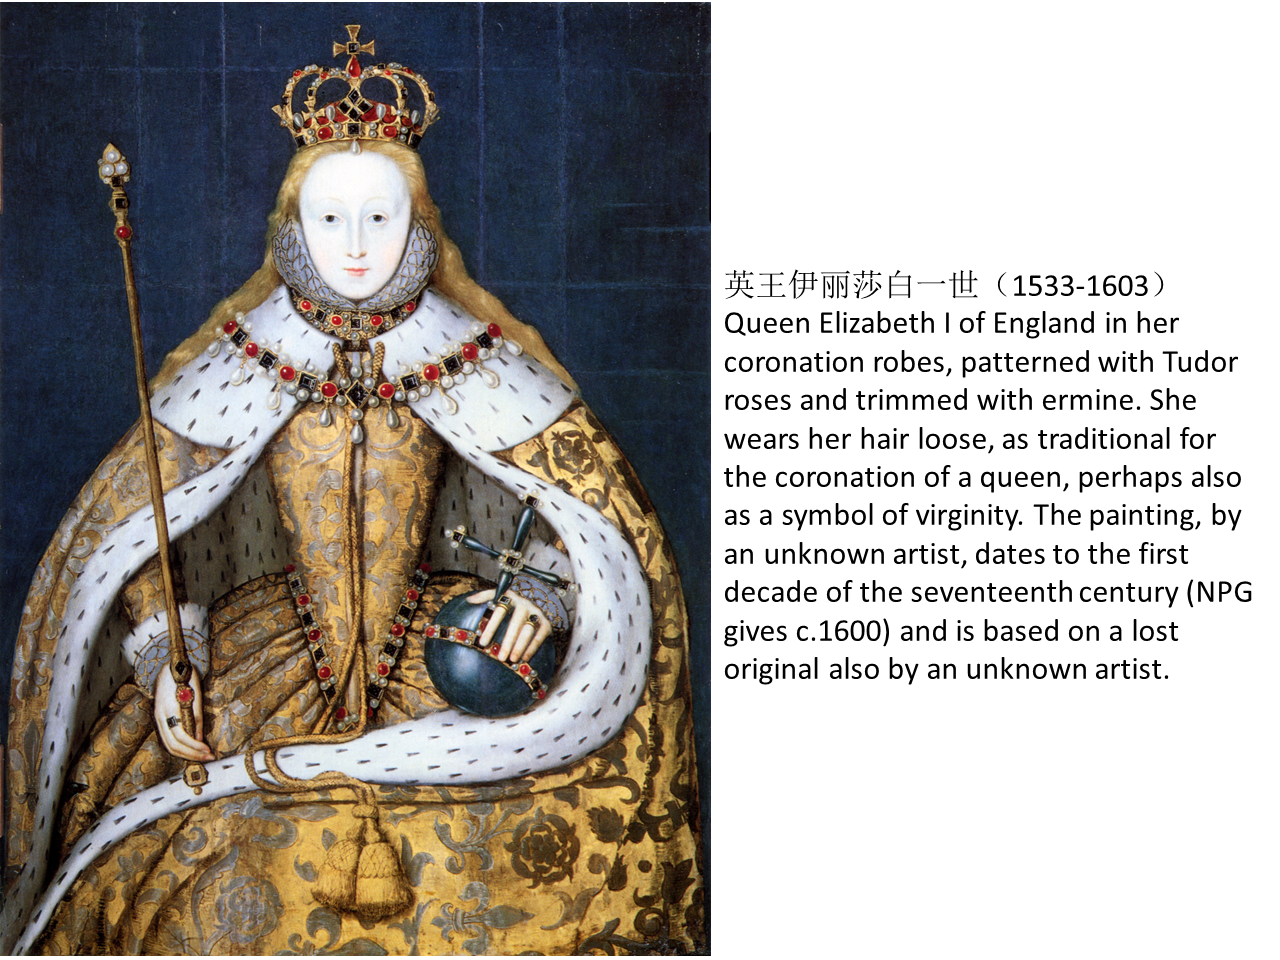 英王伊丽莎白一世（1533-1603）
Queen Elizabeth I of England in her
coronation robes, patterned with Tudor
roses and trimmed with ermine. She
wears her hair loose, as traditional for
the coronation of a queen, perhaps also
as a symbol of virginity. The painting, by
an unknown artist, dates to the first
decade of the seventeenth century (NPG
gives c.1600) and is based on a lost
original also by an unknown artist.